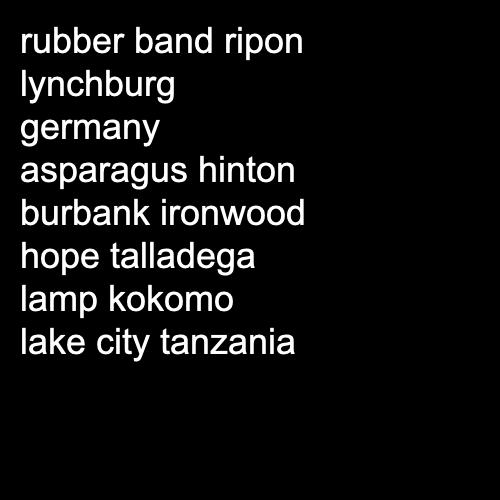 rubber band ripon
lynchburg
germany
asparagus hinton
burbank ironwood
hope talladega
lamp kokomo
lake city tanzania